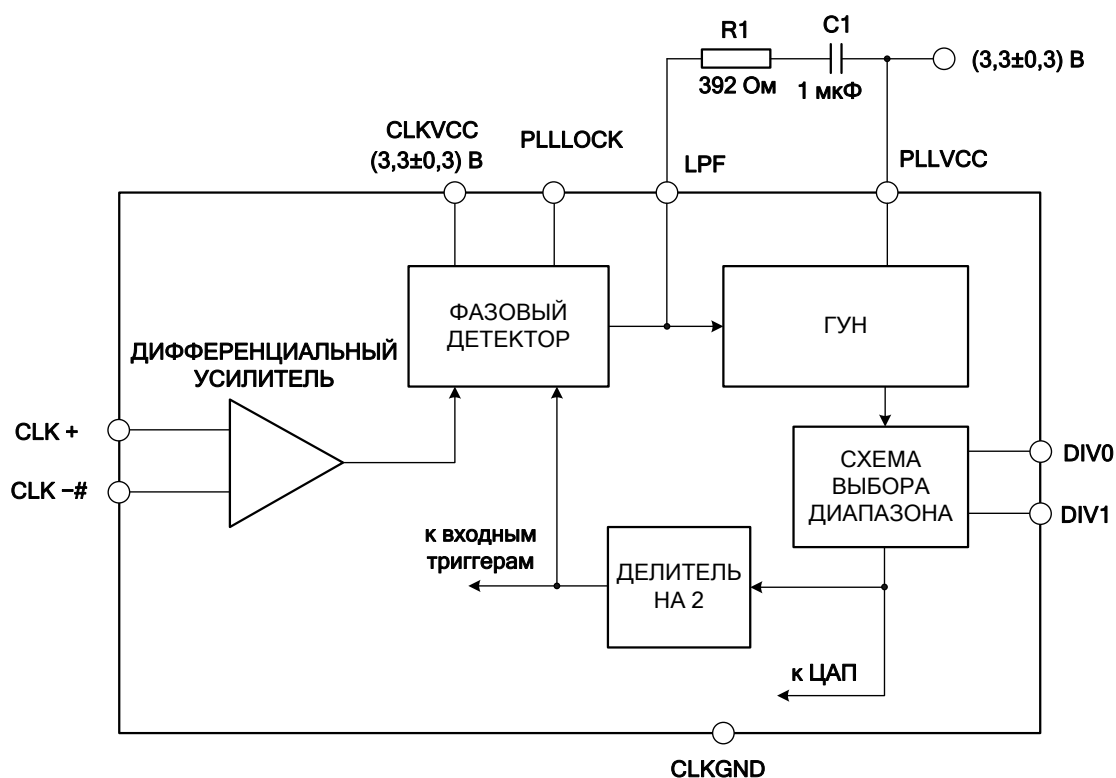 R1
C1
392 Ом
1 мкФ
(3,3±0,3) В
CLKVCC
(3,3±0,3) В
PLLLOCK
LPF
PLLVCC
ФАЗОВЫЙ
ДЕТЕКТОР
ГУН
ДИФФЕРЕНЦИАЛЬНЫЙ
УСИЛИТЕЛЬ
CLK +
CLK –#
СХЕМА
ВЫБОРА
ДИАПАЗОНА
DIV0
DIV1
к входным
триггерам
ДЕЛИТЕЛЬ
НА 2
к ЦАП
CLKGND